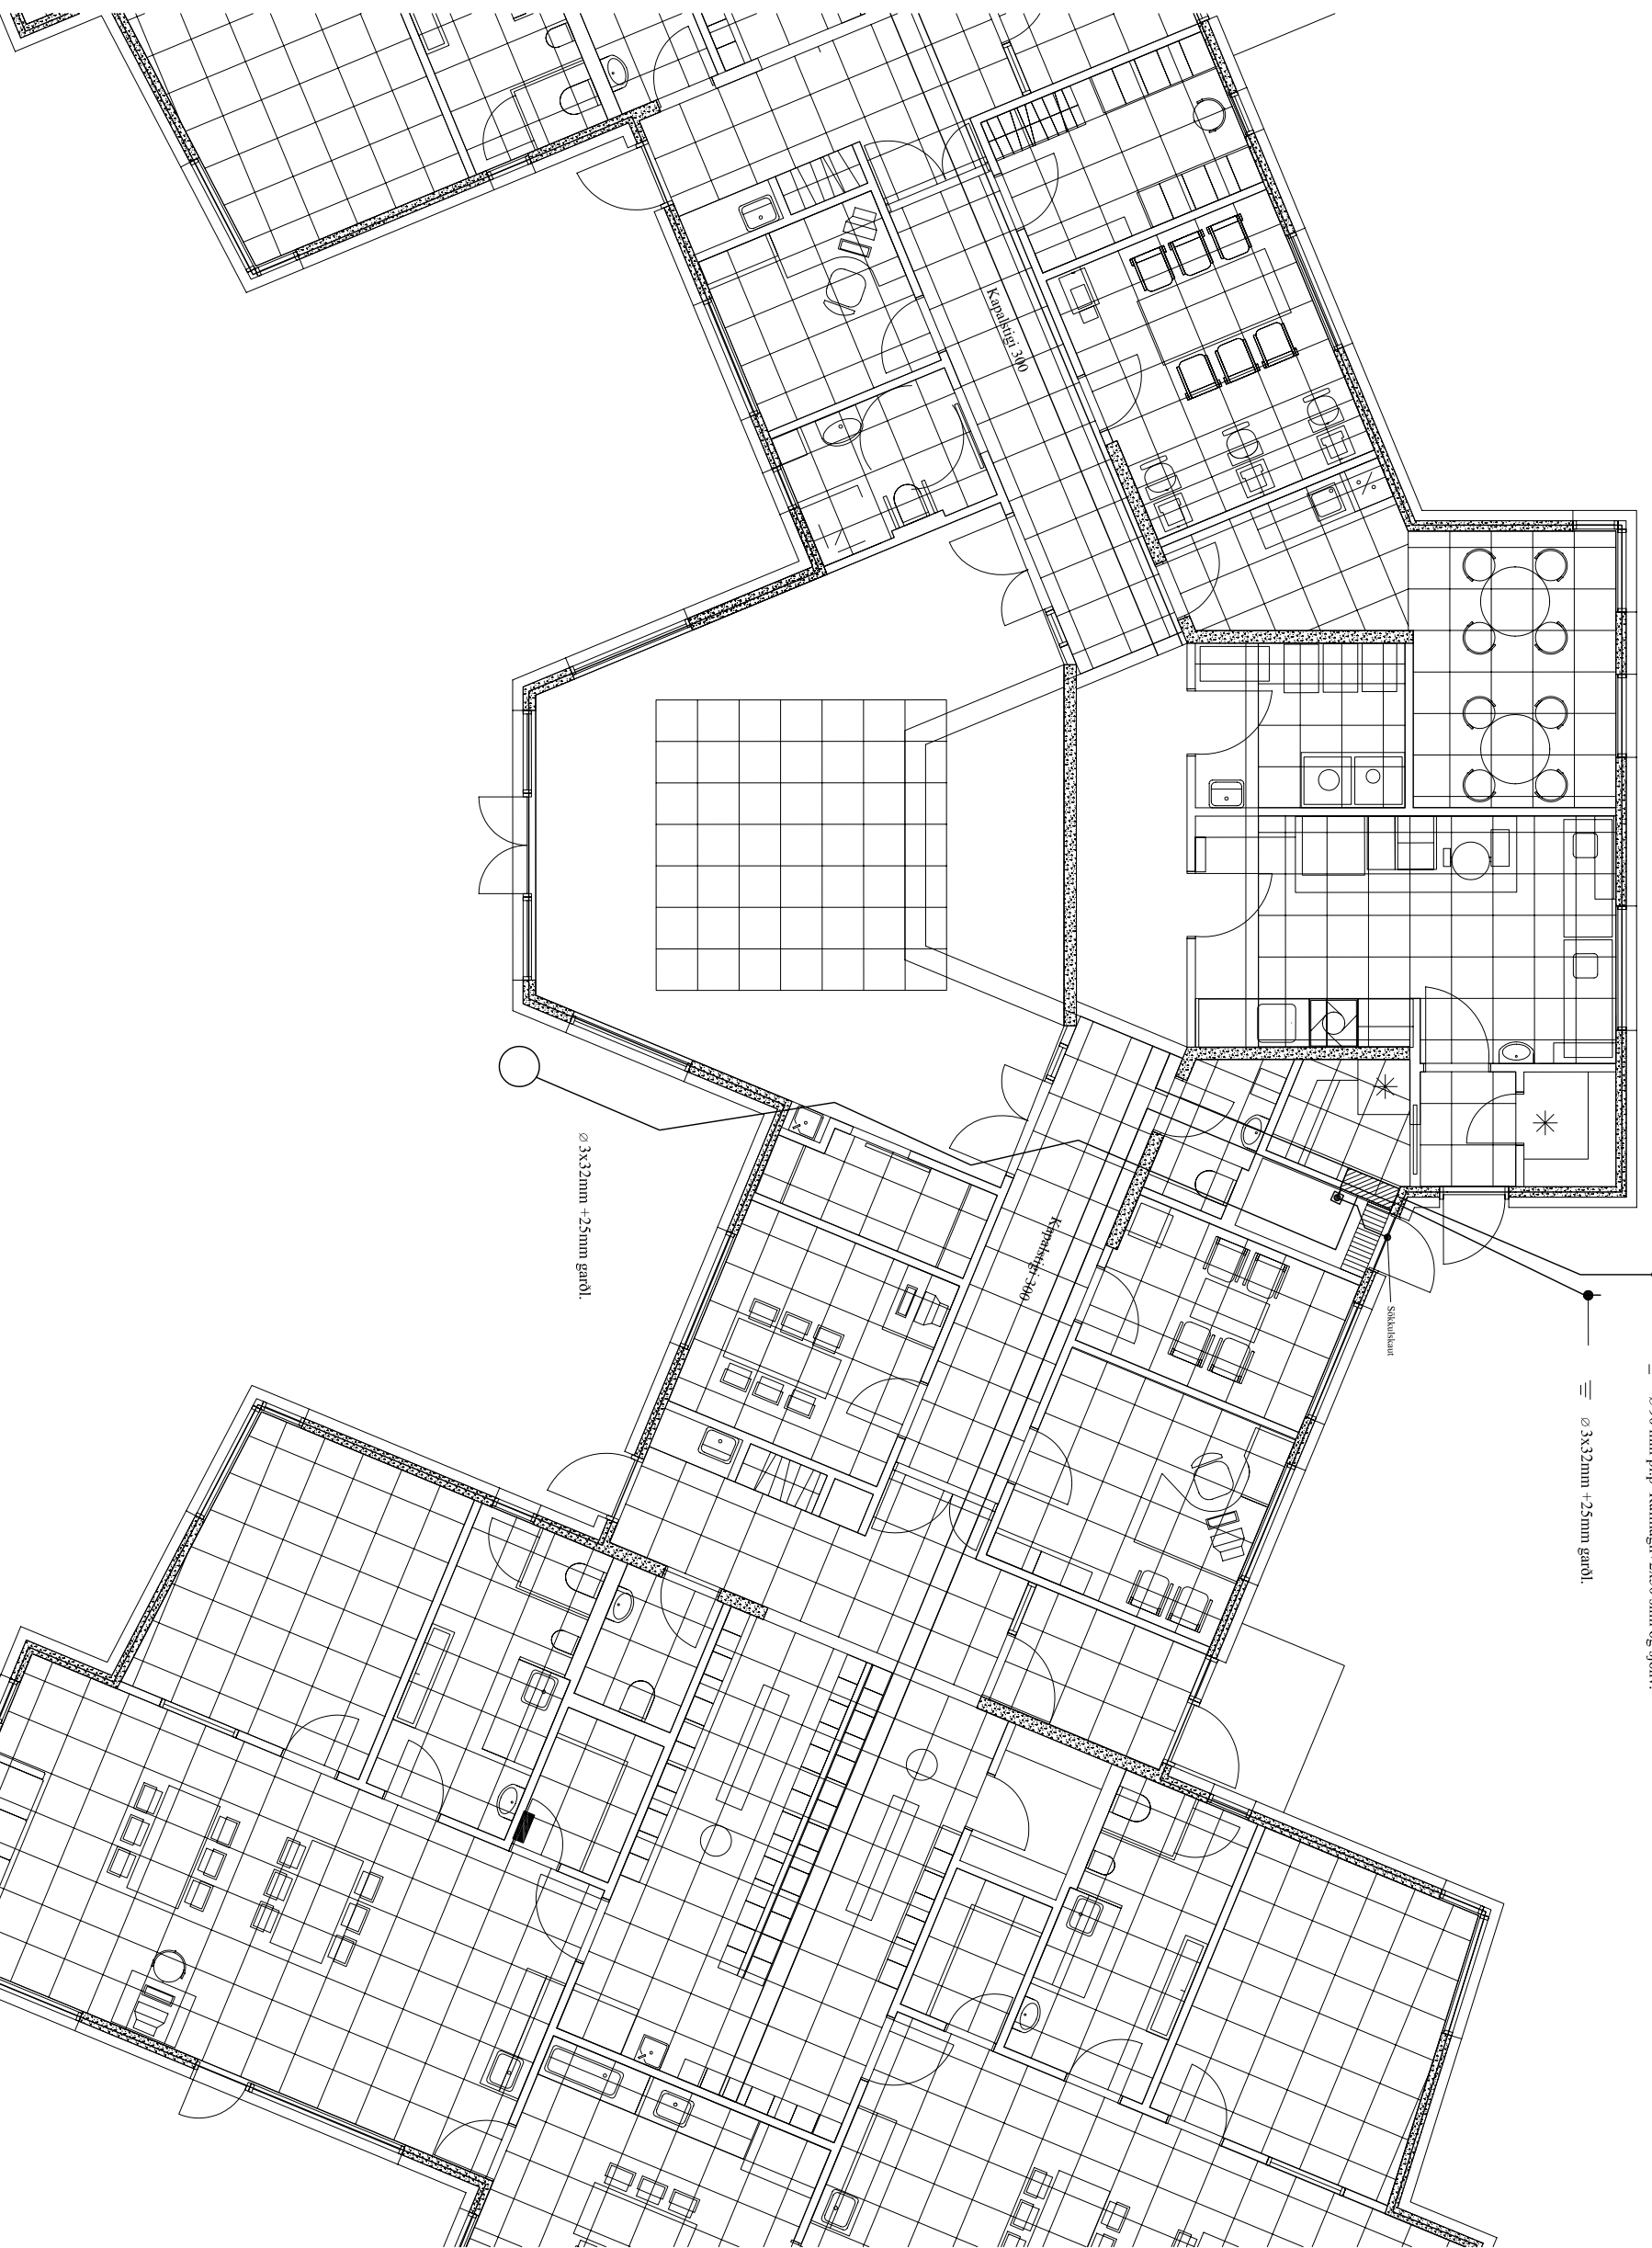 Kapalstigi 300
Kapalstigi 300
⌀ 3x32mm +25mm garðl.
Sökkulskaut
⌀ 3x32mm +25mm garðl.